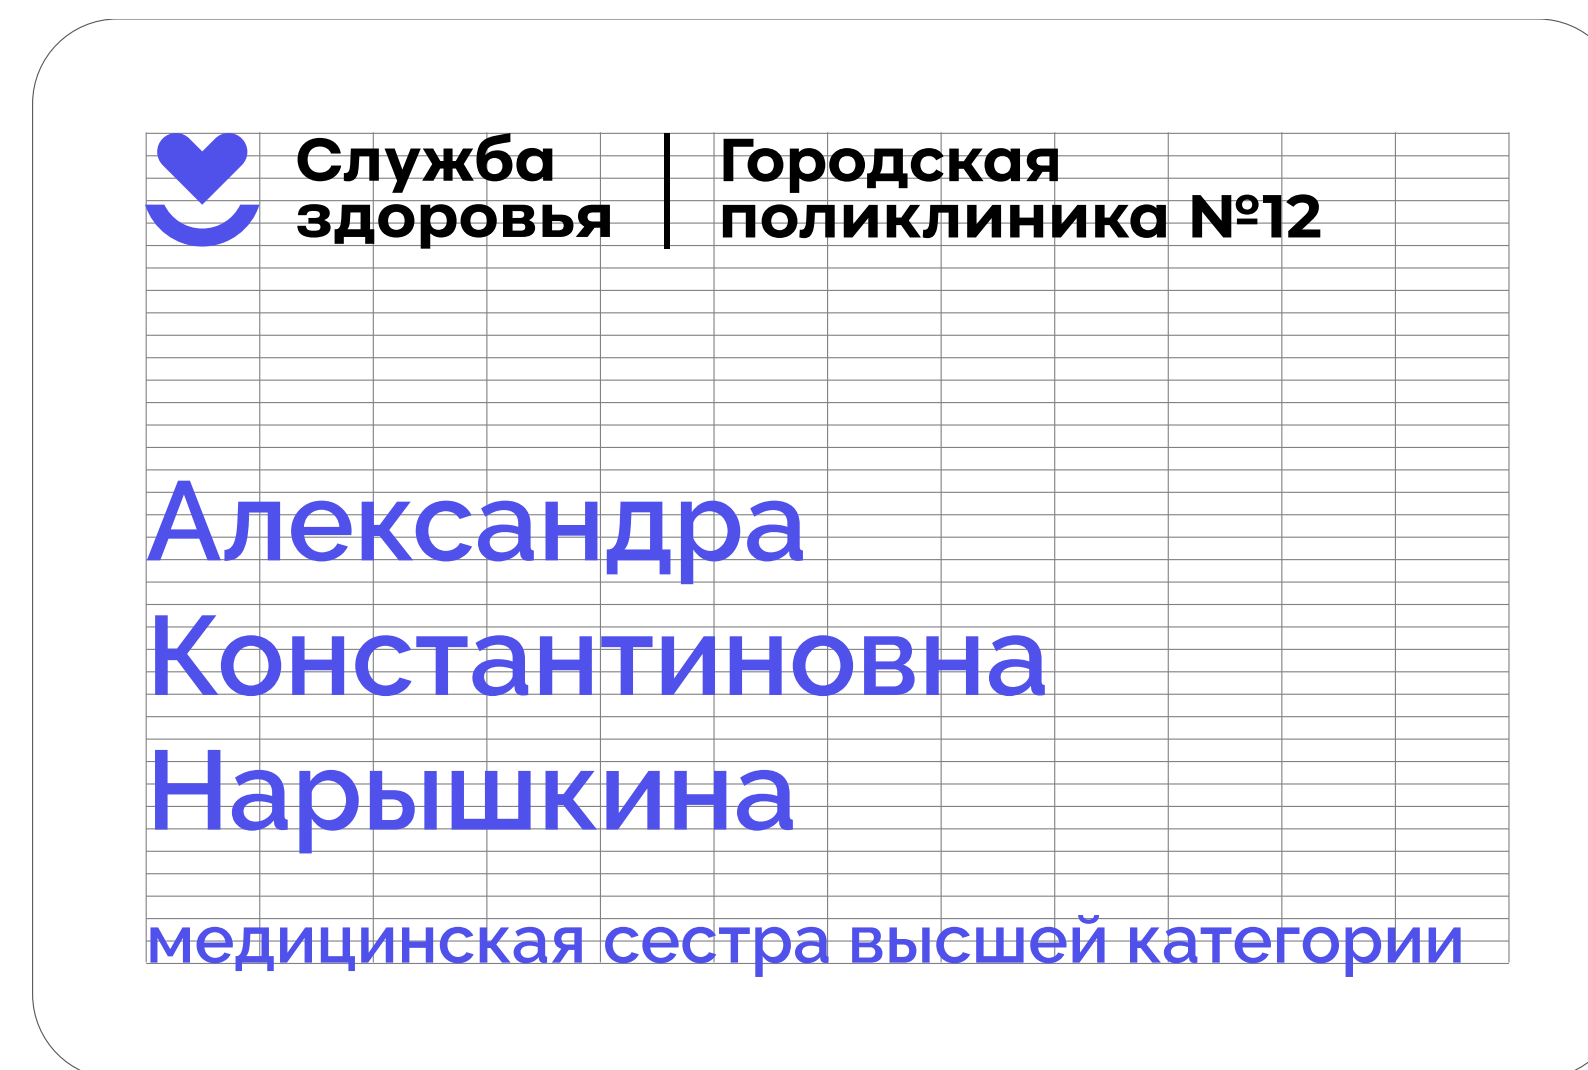 Служба
здоровья
Городская
поликлиника №12
Александра
Константиновна
Нарышкина
медицинская сестра высшей категории